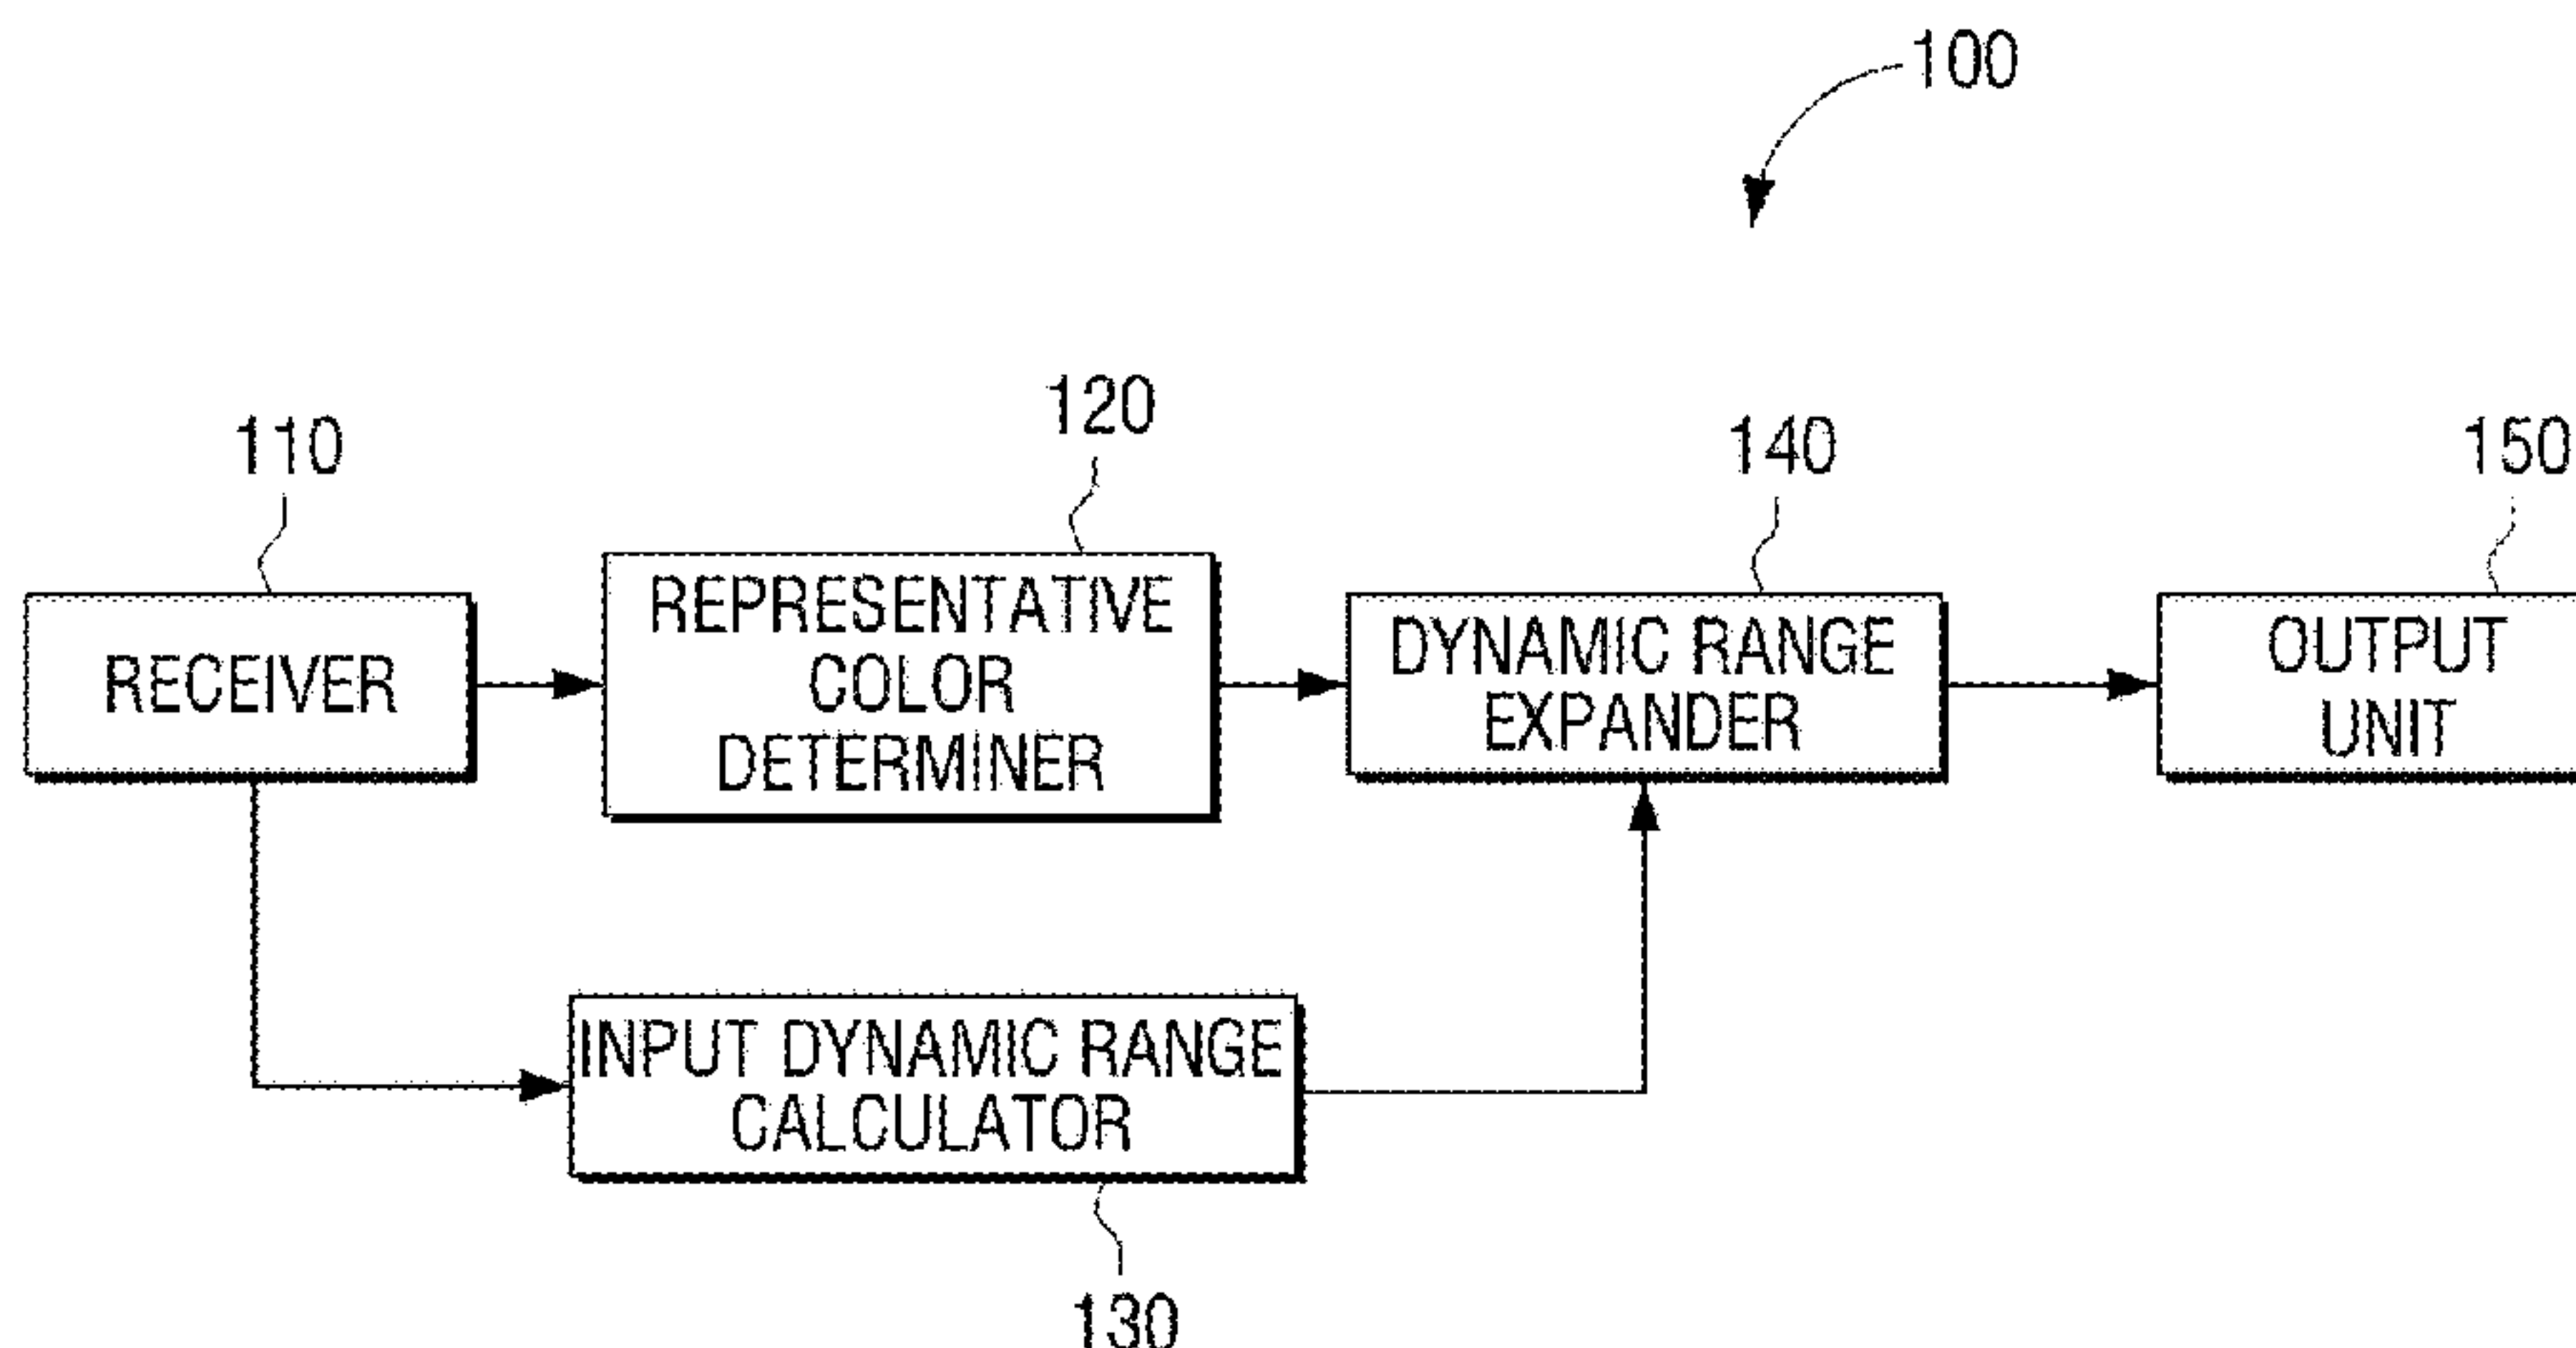 100
110
120
140
150
RECEIVER
REPRESENTATIVE
COLOR
DETERMINER
DYNAMIC RANGE
EXPANDER
OUTPUT
UNIT
INPUT DYNAMIC RANGE
CALCULATOR
130